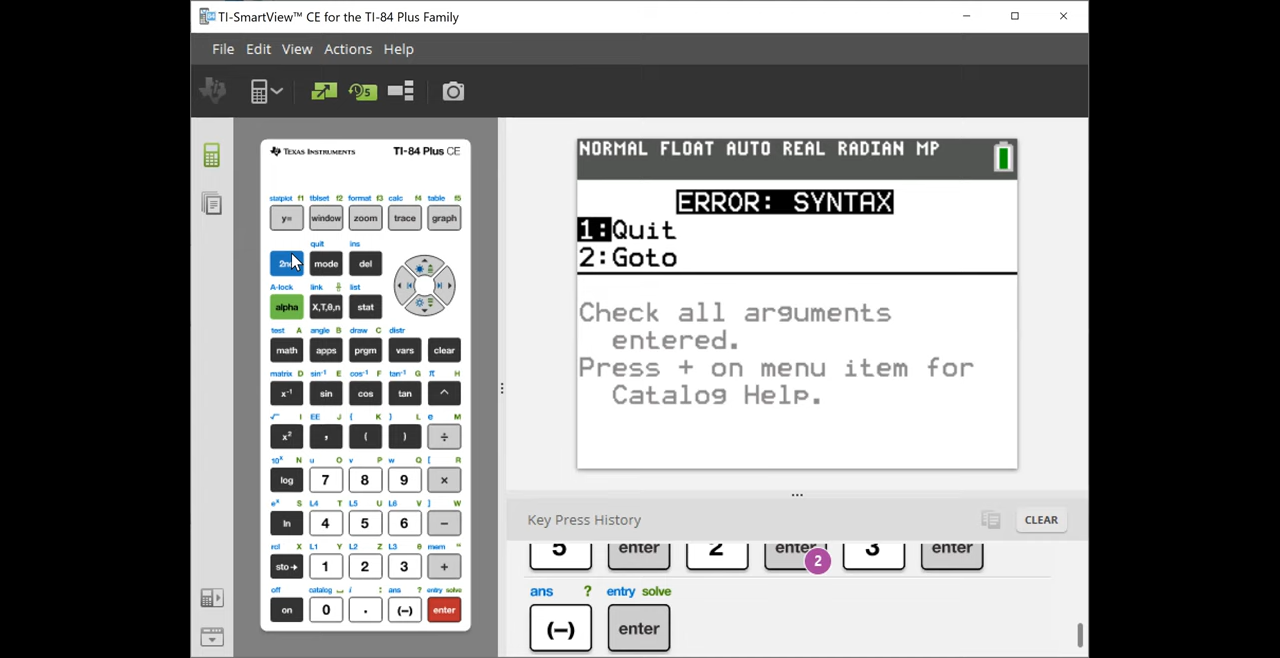 TI-SmartView™ CE for the TI-84 Plus Family
File Edit View Actions Help
5
TEXAS INSTRUMENTS TI-84 Plus CE
statplot f1 tblset f2 format f3 calc f4 table f5
y= window zoom trace graph
quit ins
2nd mode del
A-lock link list
alpha X,T,θ,n stat
test A angle B draw C distr
math apps prgm vars clear
matrix D sin⁻¹ E cos⁻¹ F tan⁻¹ G π H
x⁻¹ sin cos tan ^
√ I EE J { K } L e M
x² , ( ) ÷
10ˣ N u O v P w Q [ R
log 7 8 9 ×
eˣ S L4 T L5 U L6 V ] W
ln 4 5 6 −
rcl X L1 Y L2 Z L3 θ mem "
sto→ 1 2 3 +
off catalog ⎵ i : ans ? entry solve
on 0 . (−) enter
NORMAL FLOAT AUTO REAL RADIAN MP
ERROR: SYNTAX
1:Quit
2:Goto
Check all arguments
entered.
Press + on menu item for
Catalog Help.
Key Press History CLEAR
5 enter 2 enter 3 enter
2
ans ? entry solve
(−) enter